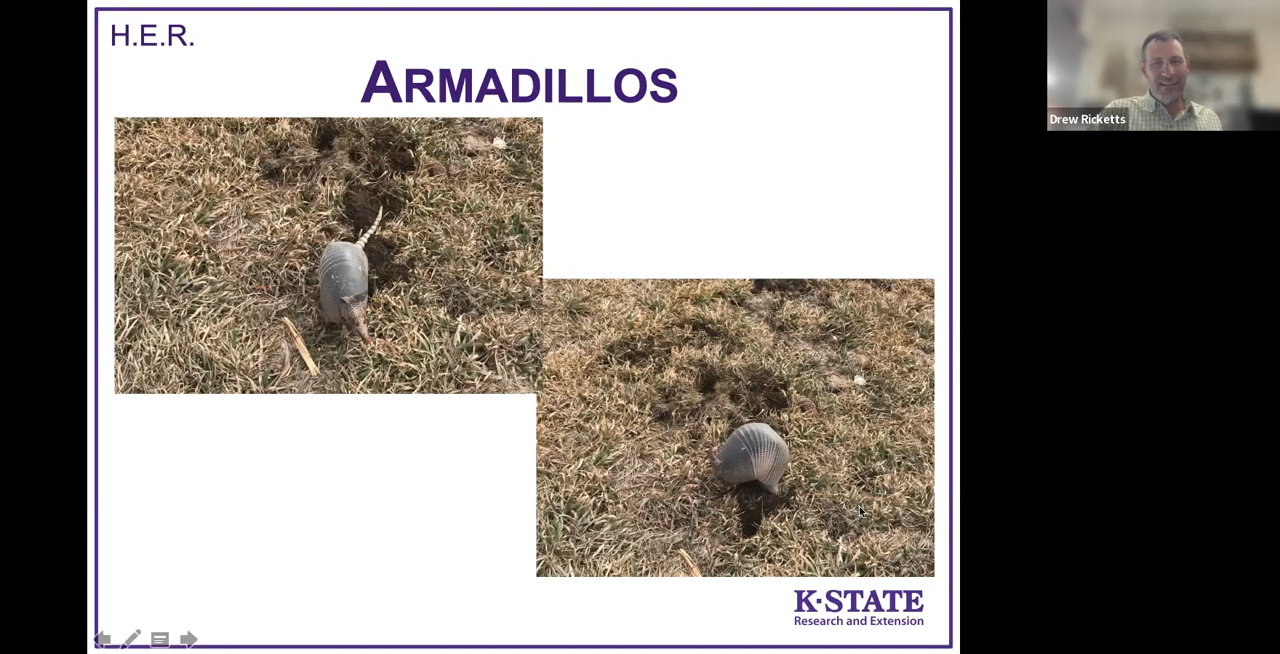 H.E.R.
ARMADILLOS
Drew Ricketts
K·STATE
Research and Extension